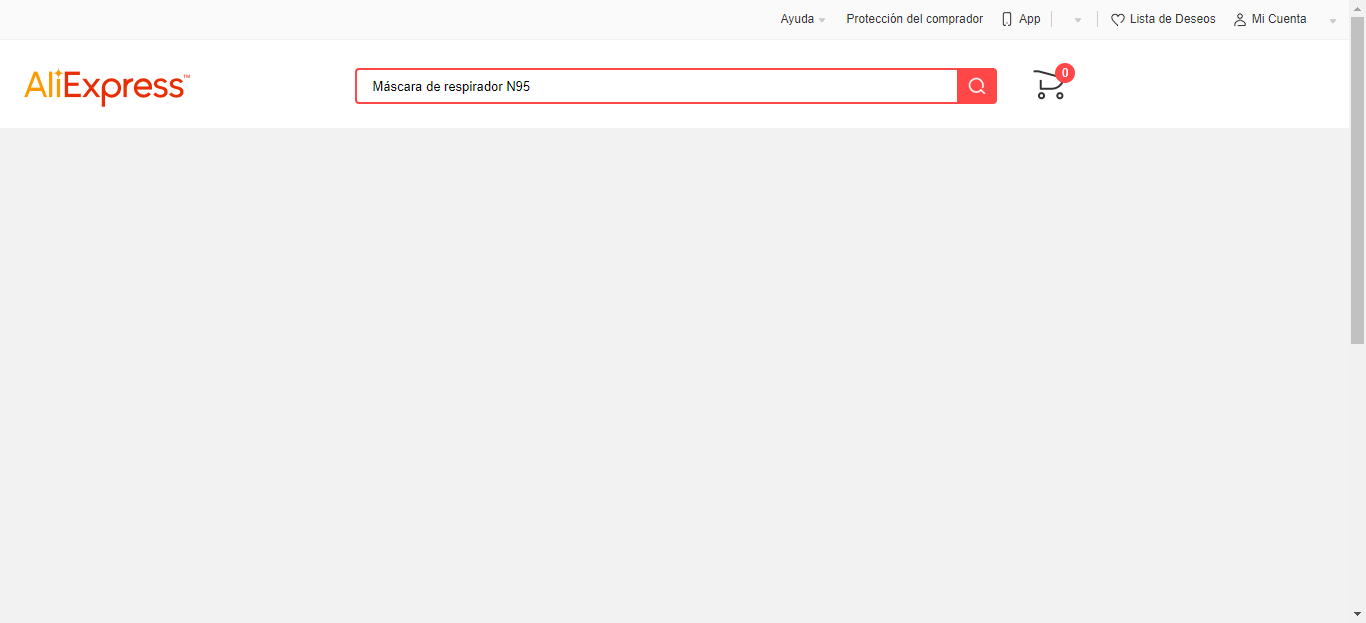 Ayuda Protección del comprador App Lista de Deseos Mi Cuenta
AliExpress™
Máscara de respirador N95
0